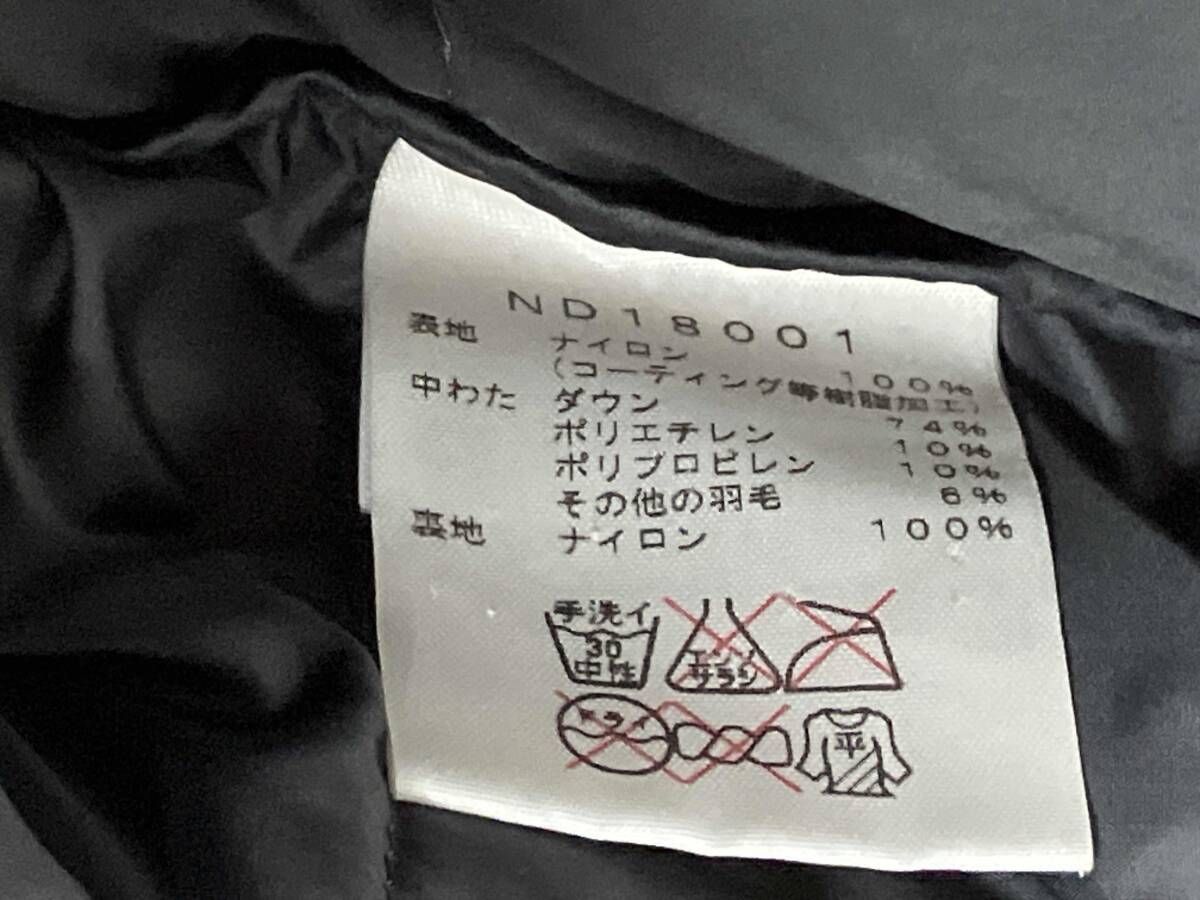 ND18001
表地 ナイロン 100%
(コーティング等樹脂加工)
中わた ダウン 74%
ポリエチレン 10%
ポリプロピレン 10%
その他の羽毛 6%
裏地 ナイロン 100%
手洗イ
30
中性
エンソ
サラシ
ドライ
平